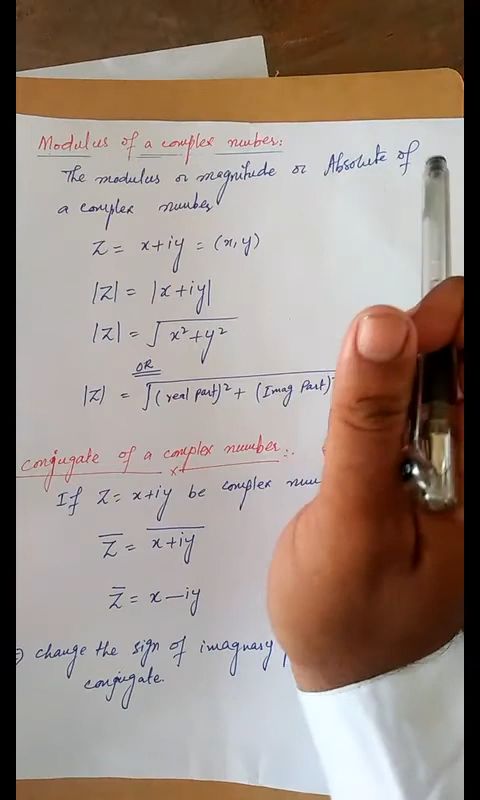 Modulus of a complex number:
The modulus or magnitude or Absolute of
a complex number
Z = x+iy = (x,y)
|Z| = |x+iy|
|Z| = √x²+y²
OR
|Z| = √(real part)² + (Imag Part)
conjugate of a complex number:
If Z = x+iy be complex num
Z̅ = x+iy
Z̅ = x-iy
change the sign of imagnary
conjugate.